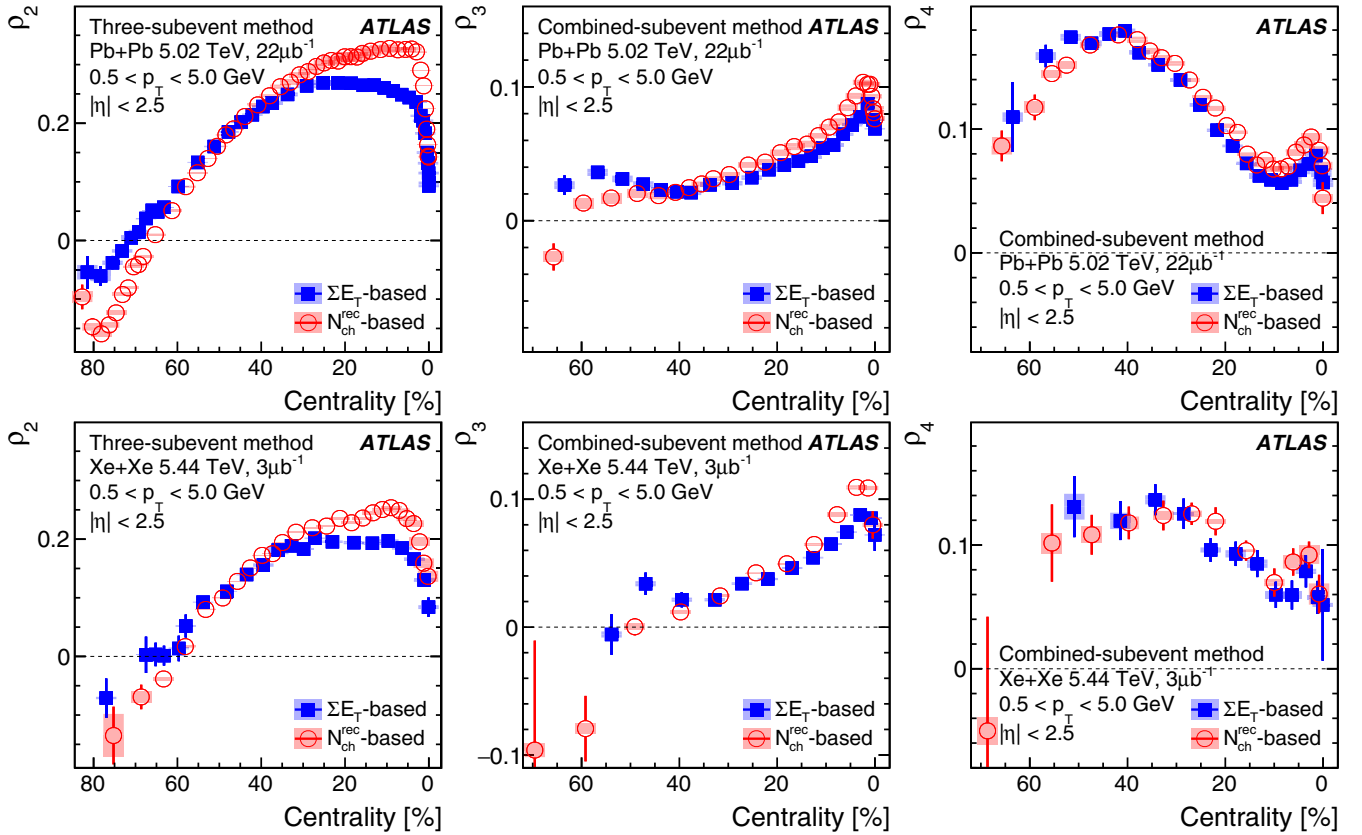 ρ2
Three-subevent method ATLAS
Pb+Pb 5.02 TeV, 22μb-1
0.5 < pT < 5.0 GeV
|η| < 2.5
0.2
0
ΣET-based
Nchrec-based
80 60 40 20 0
Centrality [%]
ρ3
Combined-subevent method ATLAS
Pb+Pb 5.02 TeV, 22μb-1
0.5 < pT < 5.0 GeV
|η| < 2.5
0.1
0
ΣET-based
Nchrec-based
60 40 20 0
Centrality [%]
ρ4
ATLAS
0.1
0
Combined-subevent method
Pb+Pb 5.02 TeV, 22μb-1
0.5 < pT < 5.0 GeV
|η| < 2.5
ΣET-based
Nchrec-based
60 40 20 0
Centrality [%]
ρ2
Three-subevent method ATLAS
Xe+Xe 5.44 TeV, 3μb-1
0.5 < pT < 5.0 GeV
|η| < 2.5
0.2
0
ΣET-based
Nchrec-based
80 60 40 20 0
Centrality [%]
ρ3
Combined-subevent method ATLAS
Xe+Xe 5.44 TeV, 3μb-1
0.5 < pT < 5.0 GeV
|η| < 2.5
0.1
0
−0.1
ΣET-based
Nchrec-based
60 40 20 0
Centrality [%]
ρ4
ATLAS
0.1
0
Combined-subevent method
Xe+Xe 5.44 TeV, 3μb-1
0.5 < pT < 5.0 GeV
|η| < 2.5
ΣET-based
Nchrec-based
60 40 20 0
Centrality [%]